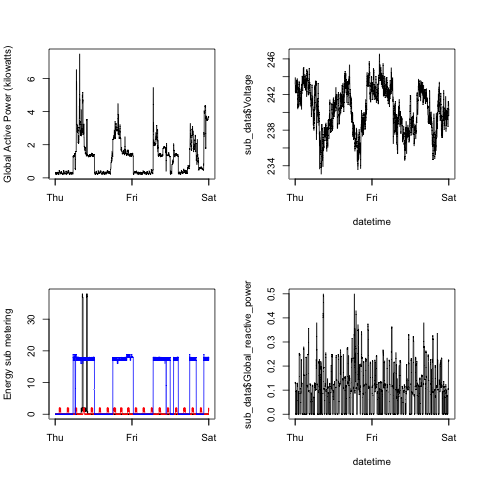 Global Active Power (kilowatts)
0 2 4 6
Thu Fri Sat
sub_data$Voltage
234 238 242 246
Thu Fri Sat
datetime
Energy sub metering
0 10 20 30
Thu Fri Sat
sub_data$Global_reactive_power
0.0 0.1 0.2 0.3 0.4 0.5
Thu Fri Sat
datetime